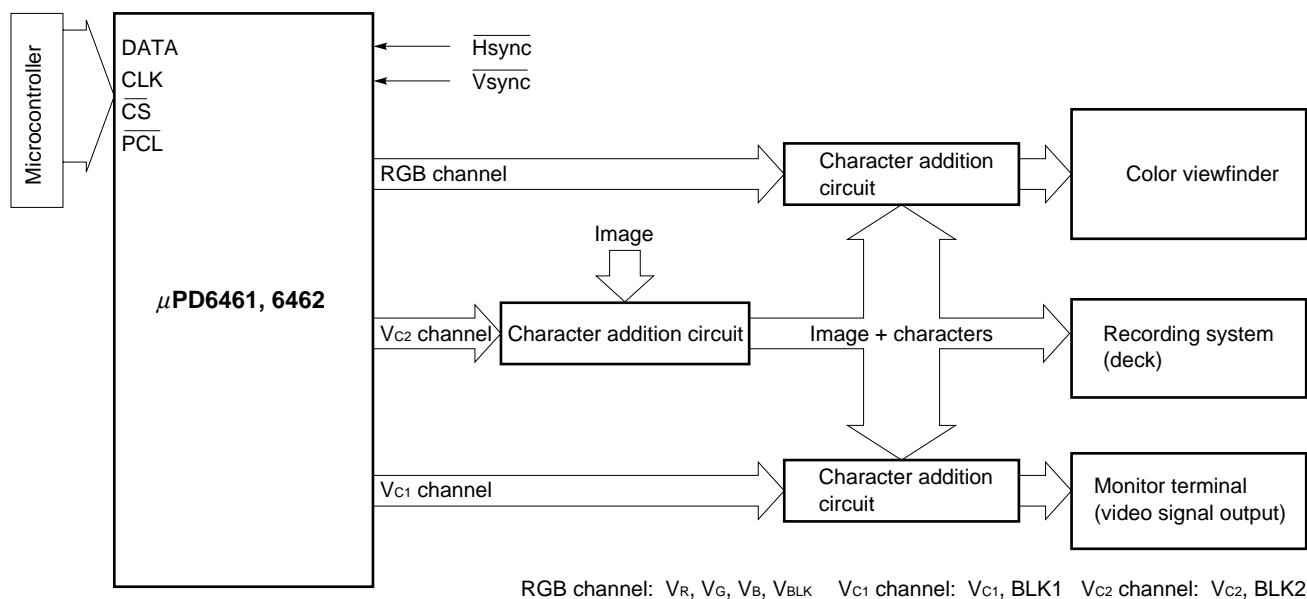 Microcontroller
DATA
CLK
CS
PCL
Hsync
Vsync
RGB channel
Character addition
circuit
Color viewfinder
Image
μPD6461, 6462
VC2 channel
Character addition circuit
Image + characters
Recording system
(deck)
VC1 channel
Character addition
circuit
Monitor terminal
(video signal output)
RGB channel: VR, VG, VB, VBLK VC1 channel: VC1, BLK1 VC2 channel: VC2, BLK2